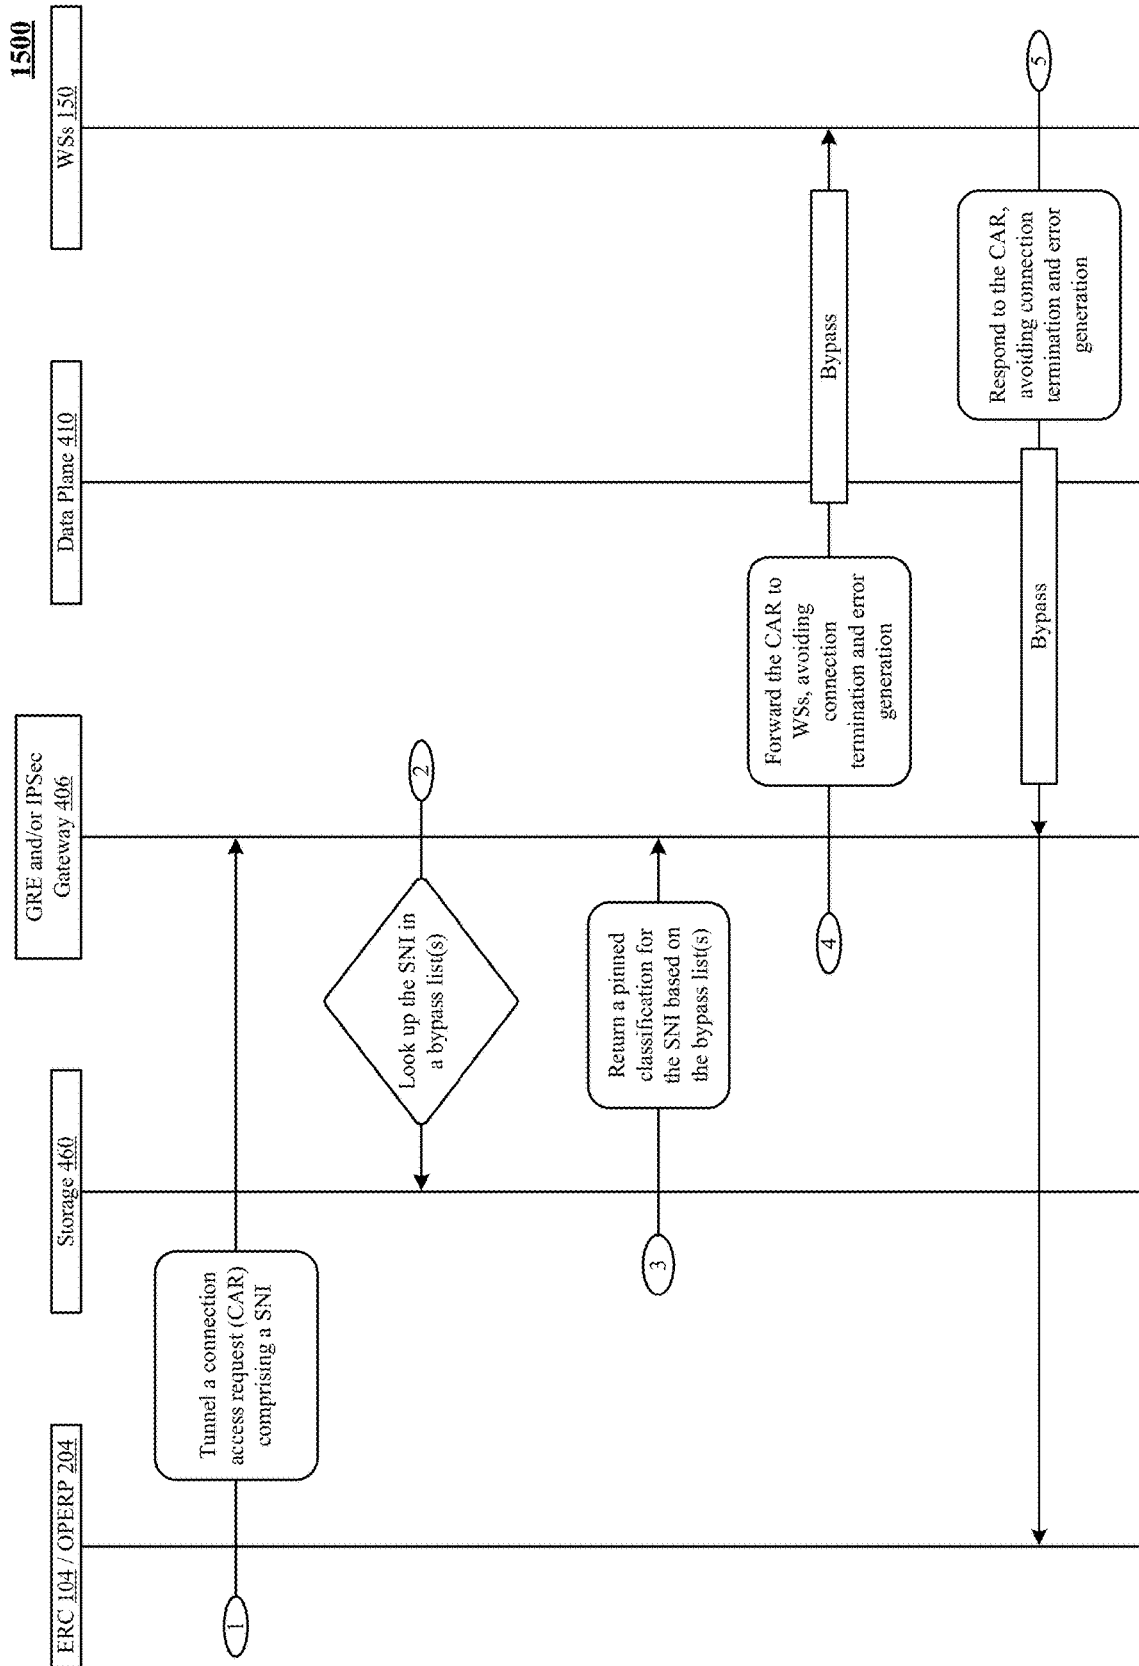 1500
ERC 104 / OPERP 204
Storage 460
GRE and/or IPSec
Gateway 406
Data Plane 410
WSs 150
1
Tunnel a connection
access request (CAR)
comprising a SNI
2
Look up the SNI in
a bypass list(s)
3
Return a pinned
classification for
the SNI based on
the bypass list(s)
4
Forward the CAR to
WSs, avoiding
connection
termination and error
generation
Bypass
5
Respond to the CAR,
avoiding connection
termination and error
generation
Bypass